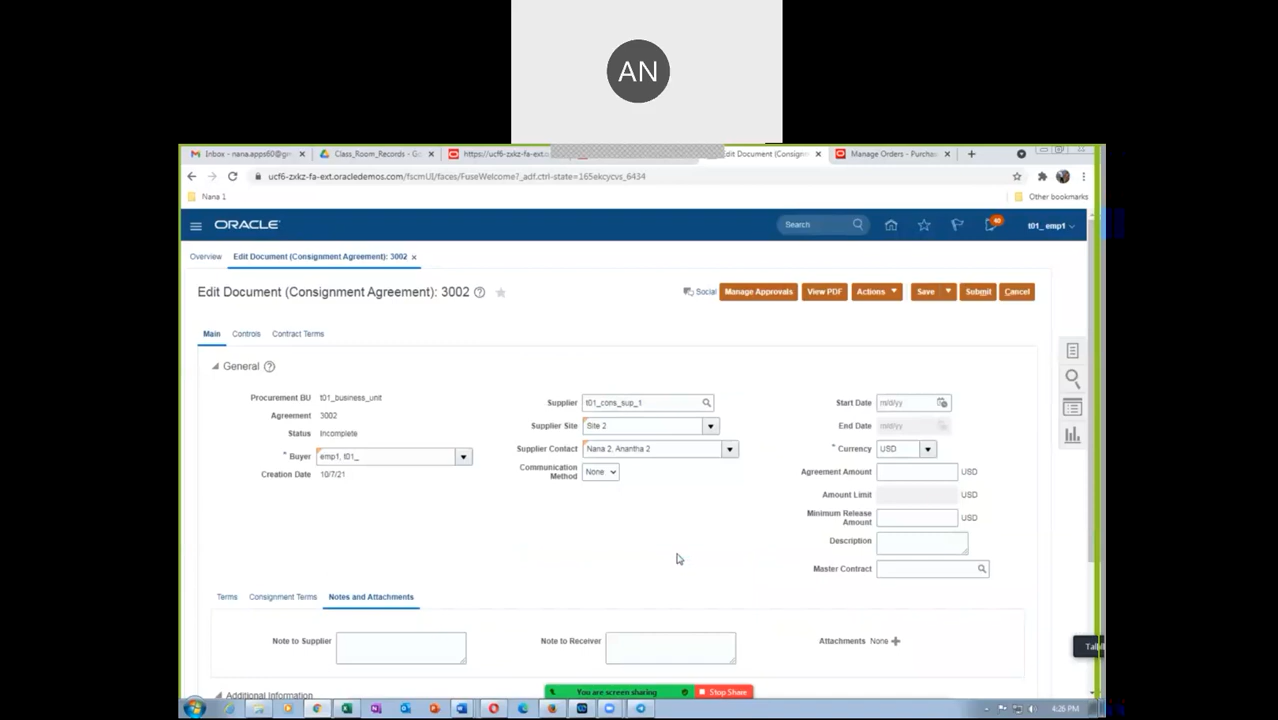 AN
Inbox - nana.apps60@gm
Class_Room_Records - G
https://ucf6-zxkz-fa-ext.oracledemos
Edit Document (Consignm
Manage Orders - Purchas
ucf6-zxkz-fa-ext.oracledemos.com/fscmUI/faces/FuseWelcome?_adf.ctrl-state=165ekcycvs_6434
Nana 1
Other bookmarks
ORACLE
Search
40
t01_emp1
Overview
Edit Document (Consignment Agreement): 3002
Edit Document (Consignment Agreement): 3002
Social
Manage Approvals
View PDF
Actions
Save
Submit
Cancel
Main
Controls
Contract Terms
General
Procurement BU t01_business_unit
Agreement 3002
Status Incomplete
* Buyer emp1, t01_
Creation Date 10/7/21
Supplier t01_cons_sup_1
Supplier Site Site 2
Supplier Contact Nana 2, Anantha 2
Communication
Method None
Start Date m/d/yy
End Date m/d/yy
* Currency USD
Agreement Amount USD
Amount Limit USD
Minimum Release
Amount USD
Description
Master Contract
Terms
Consignment Terms
Notes and Attachments
Note to Supplier
Note to Receiver
Attachments None
Additional Information
You are screen sharing
Stop Share
4:26 PM